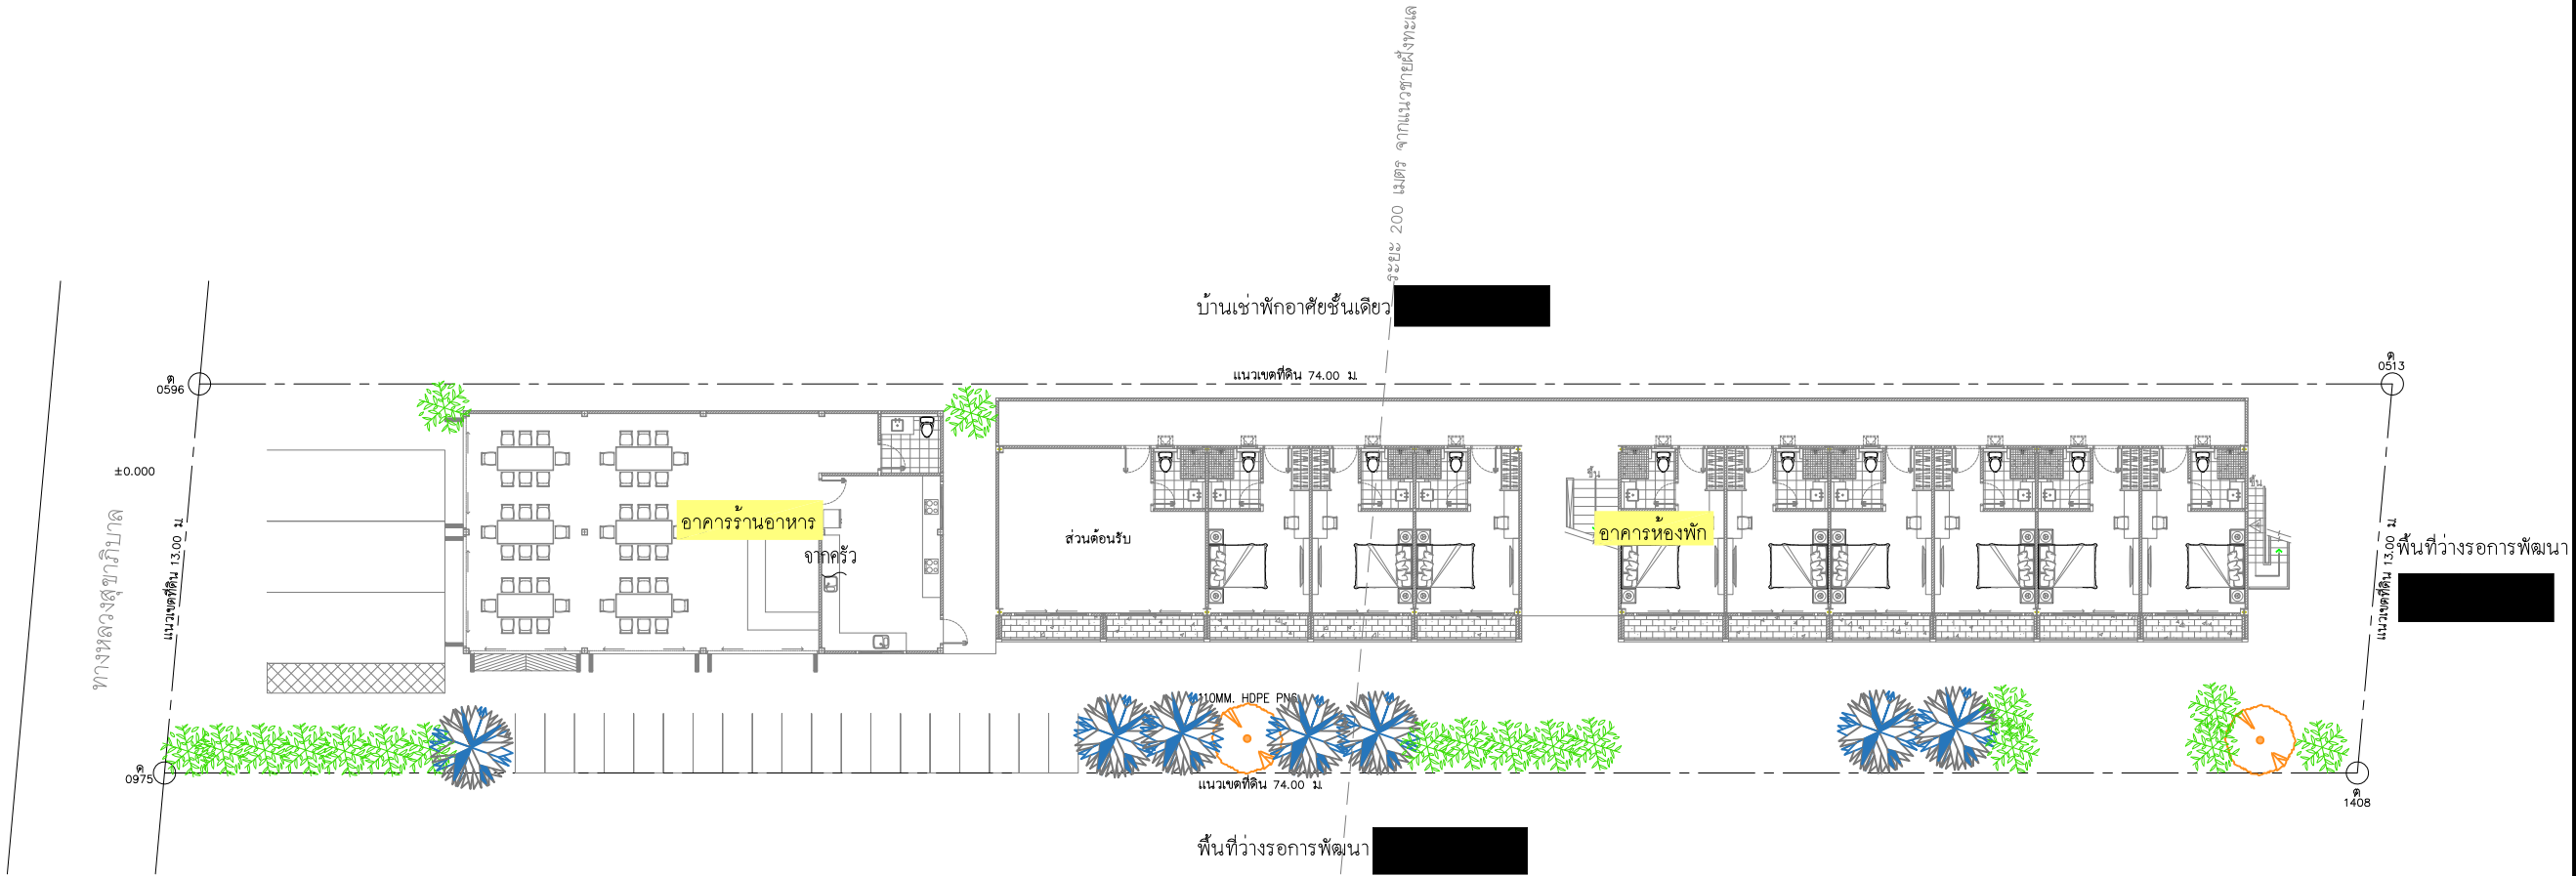 ระยะ 200 เมตร จากแนวชายฝั่งทะเล
บ้านเช่าพักอาศัยชั้นเดียว
ค
0513
แนวเขตที่ดิน 74.00 ม.
ค
0596
±0.000
ขึ้น
ขึ้น
อาคารร้านอาหาร
อาคารห้องพัก
ส่วนต้อนรับ
จากครัว
พื้นที่ว่างรอการพัฒนา
ทางหลวงสุขาภิบาล
แนวเขตที่ดิน 13.00 ม.
แนวเขตที่ดิน 13.00 ม.
110MM. HDPE PN6
ค
0975
แนวเขตที่ดิน 74.00 ม.
ค
1408
พื้นที่ว่างรอการพัฒนา